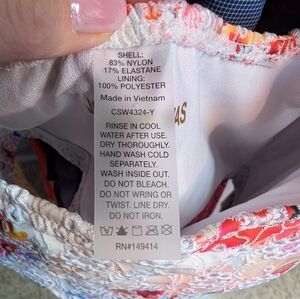 SHELL:
83% NYLON
17% ELASTANE
LINING:
100% POLYESTER
Made in Vietnam
CSW4324-Y
RINSE IN COOL
WATER AFTER USE.
DRY THOROUGHLY.
HAND WASH COLD
SEPARATELY.
WASH INSIDE OUT.
DO NOT BLEACH.
DO NOT WRING OR
TWIST. LINE DRY.
DO NOT IRON.
RN#149414